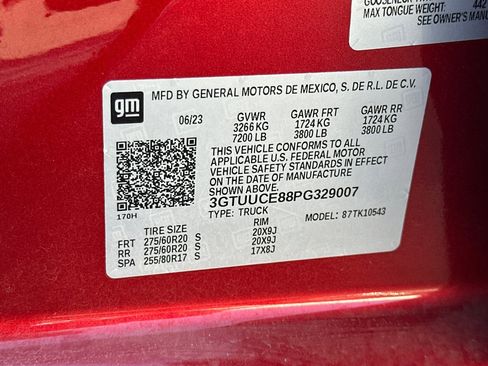 GOOSENECK
MAX TONGUE WEIGHT: 442
SEE OWNER'S MANU
gm
MFD BY GENERAL MOTORS DE MEXICO, S. DE R.L. DE C.V.
06/23 GVWR GAWR FRT GAWR RR
3266 KG 1724 KG 1724 KG
7200 LB 3800 LB 3800 LB
THIS VEHICLE CONFORMS TO ALL
APPLICABLE U.S. FEDERAL MOTOR
VEHICLE SAFETY STANDARDS IN
EFFECT ON THE DATE OF MANUFACTURE
SHOWN ABOVE.
3GTUUCE88PG329007
170H
TYPE: TRUCK MODEL: 87TK10543
TIRE SIZE RIM
FRT 275/60R20 S 20X9J
RR 275/60R20 S 20X9J
SPA 255/80R17 S 17X8J